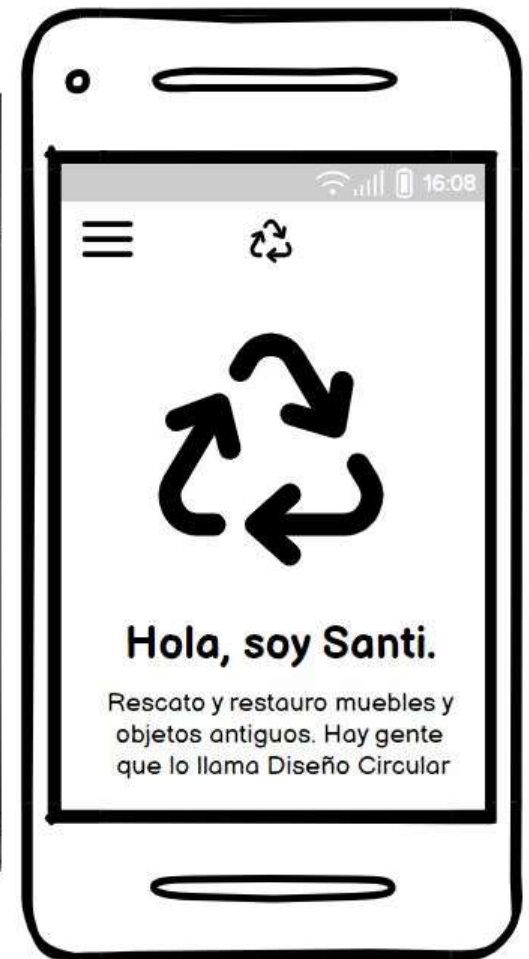 16:08
Hola, soy Santi.
Rescato y restauro muebles y
objetos antiguos. Hay gente
que lo llama Diseño Circular